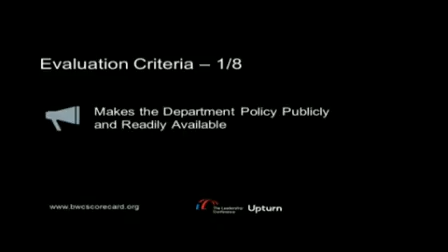 Evaluation Criteria – 1/8
Makes the Department Policy Publicly
and Readily Available
www.bwcscorecard.org
The Leadership
Conference
Upturn